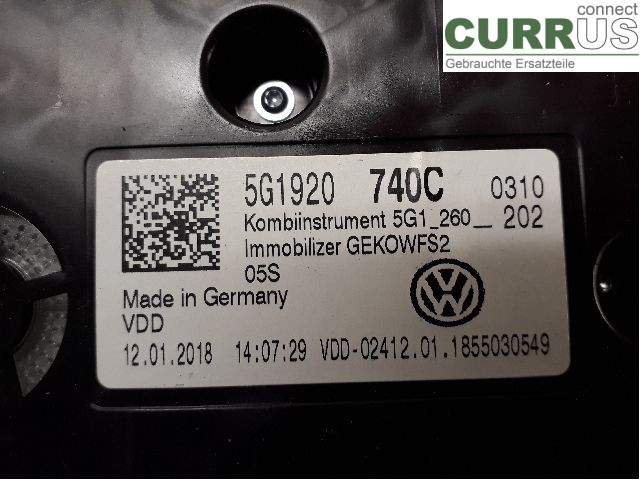 connect
CURRUS
Gebrauchte Ersatzteile
5G1920 740C 0310
Kombiinstrument 5G1_260__ 202
Immobilizer GEKOWFS2
05S
Made in Germany
VDD
12.01.2018 14:07:29 VDD-02412.01.1855030549